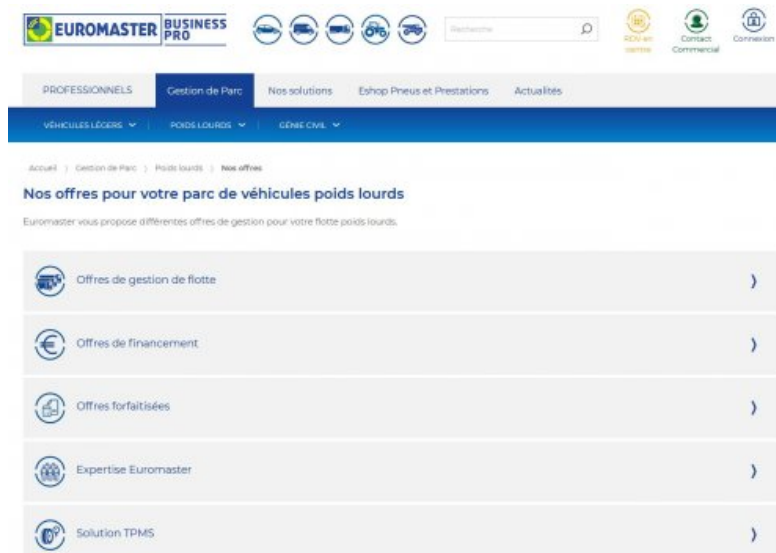 EUROMASTER BUSINESS PRO
Recherche
RDV en centre
Contact Commercial
Connexion
PROFESSIONNELS Gestion de Parc Nos solutions Eshop Pneus et Prestations Actualités
VÉHICULES LÉGERS POIDS LOURDS GÉNIE CIVIL
Accueil > Gestion de Parc > Poids lourds > Nos offres
Nos offres pour votre parc de véhicules poids lourds
Euromaster vous propose différentes offres de gestion pour votre flotte poids lourds.
Offres de gestion de flotte
Offres de financement
Offres forfaitisées
Expertise Euromaster
Solution TPMS